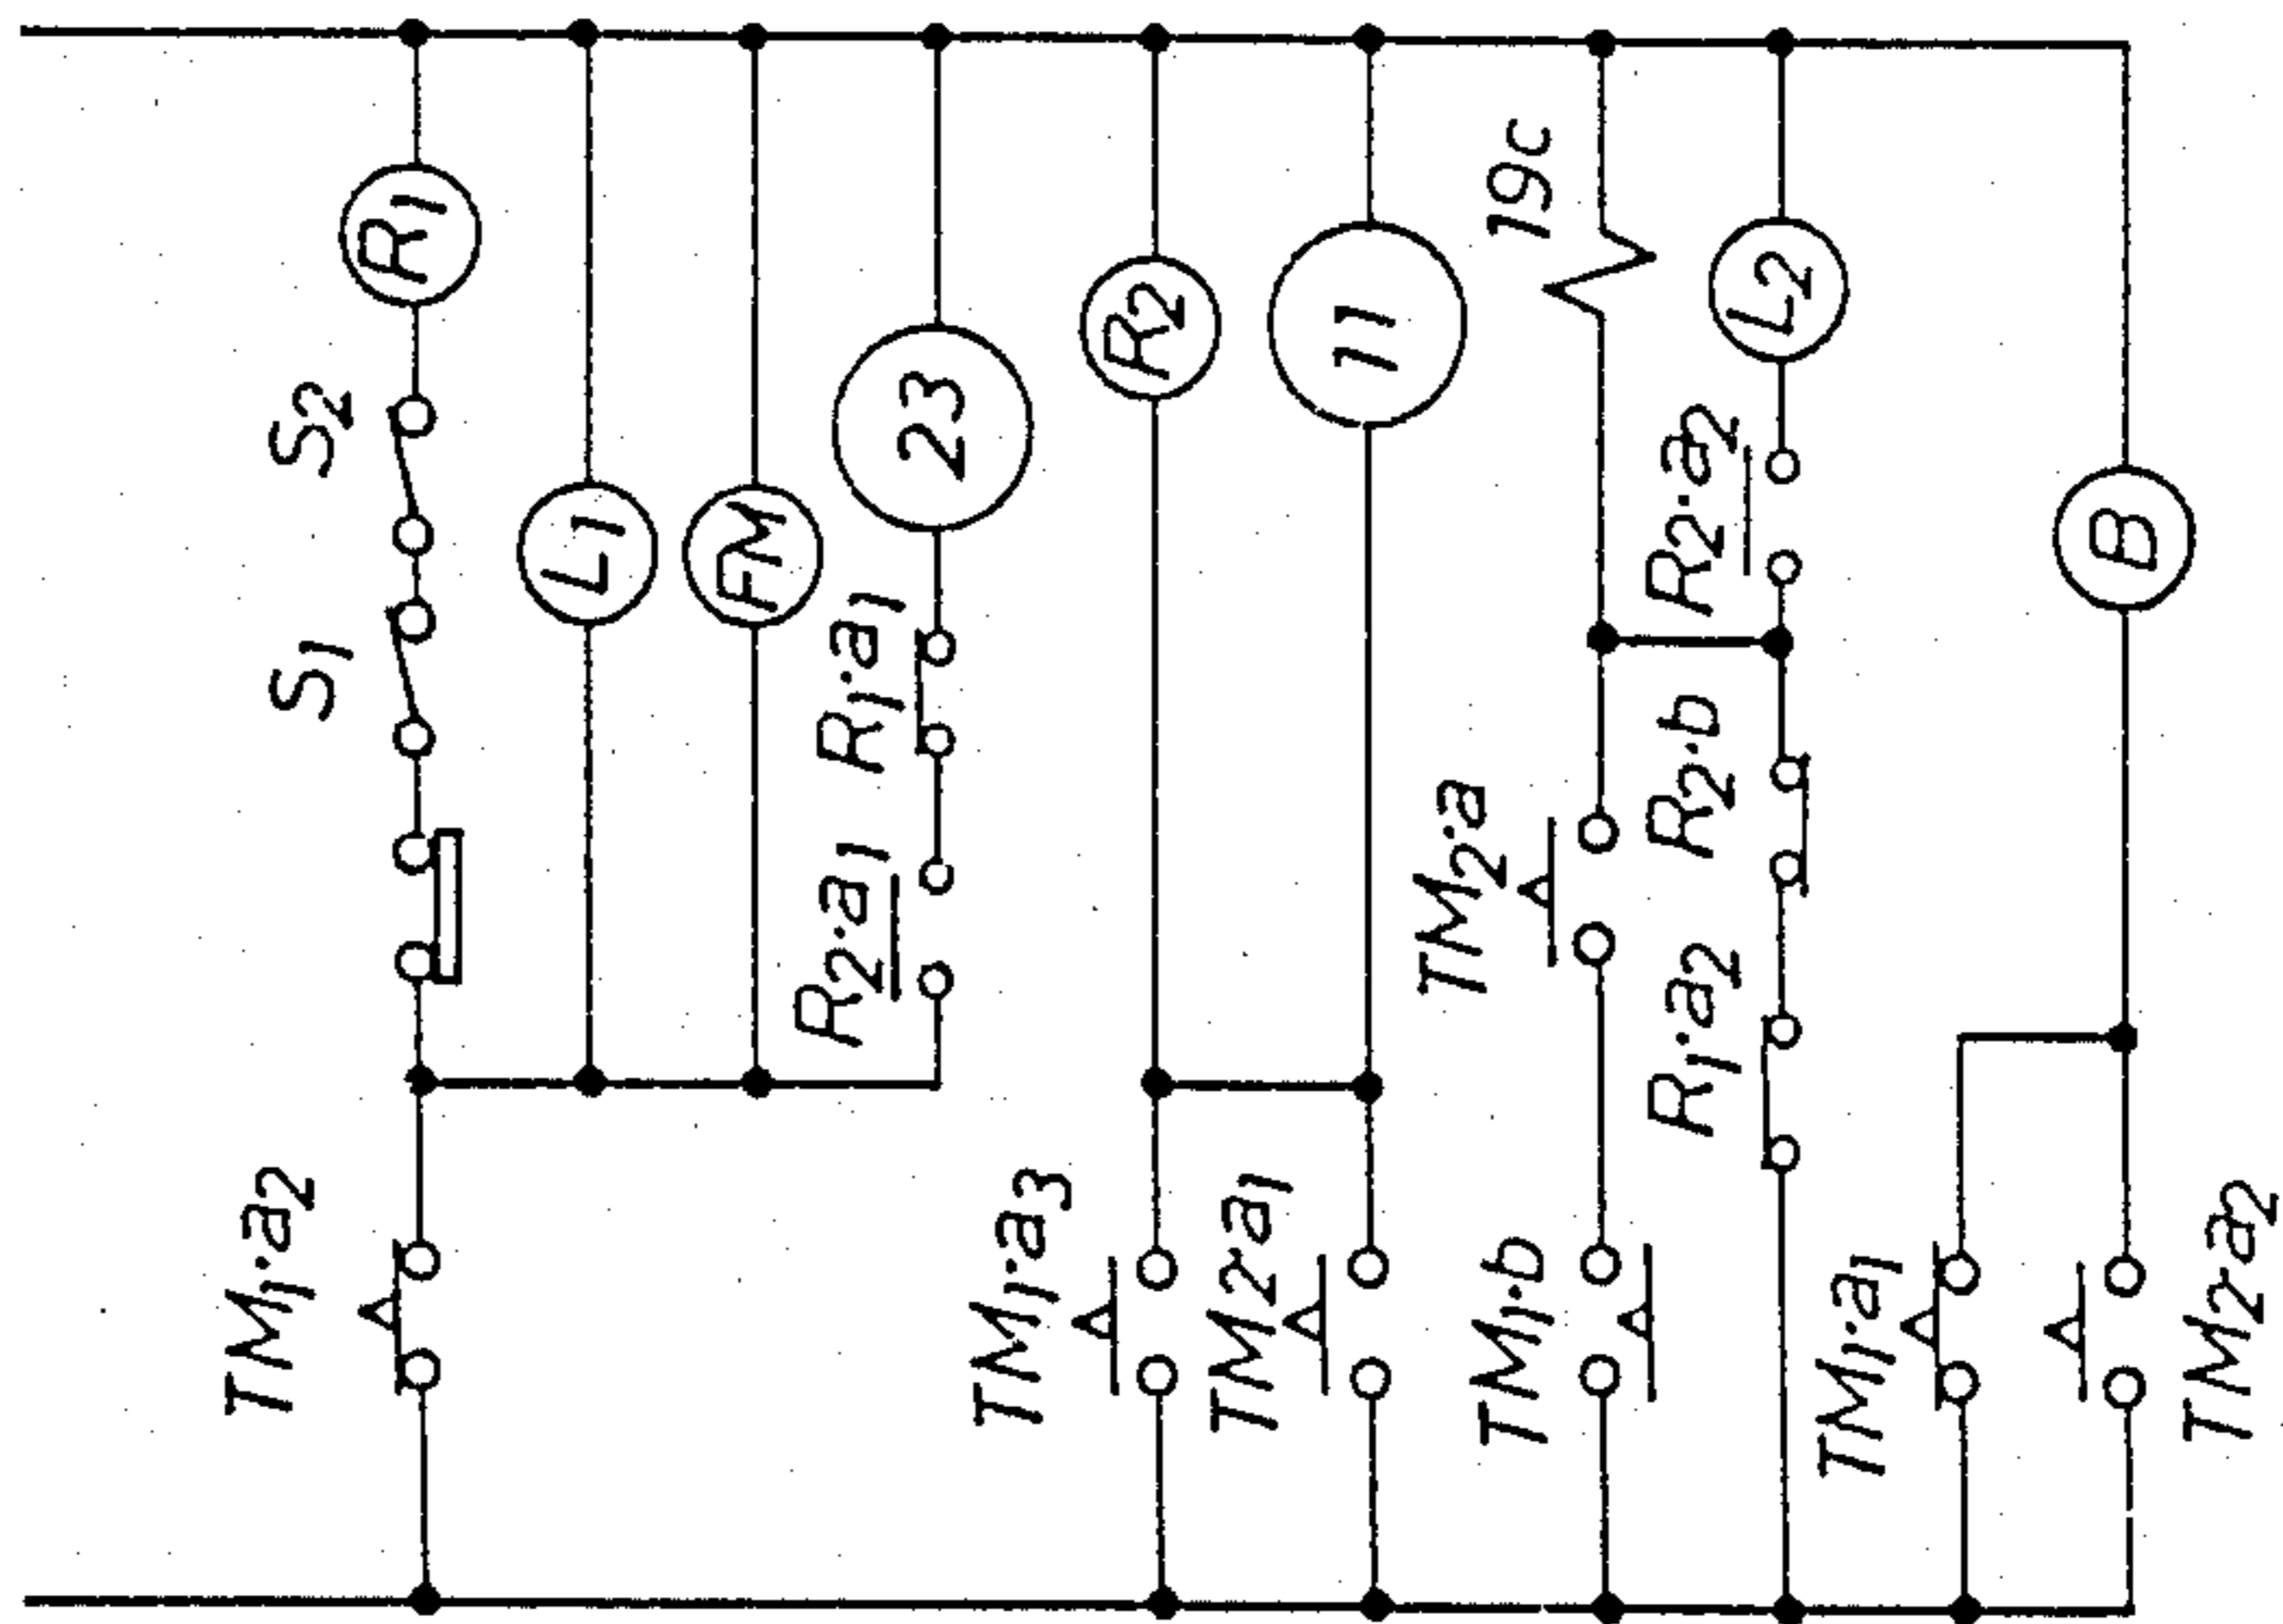 TM₁·a₂
S₁
S₂
R₁
L₁
FM
R₂·a₁
R₁·a₁
23
TM₁·a₃
R₂
TM₂·a₁
11
TM₁·b
TM₂·a
19c
R₁·a₂
R₂·b
R₂·a₂
L₂
TM₁·a₁
TM₂·a₂
B